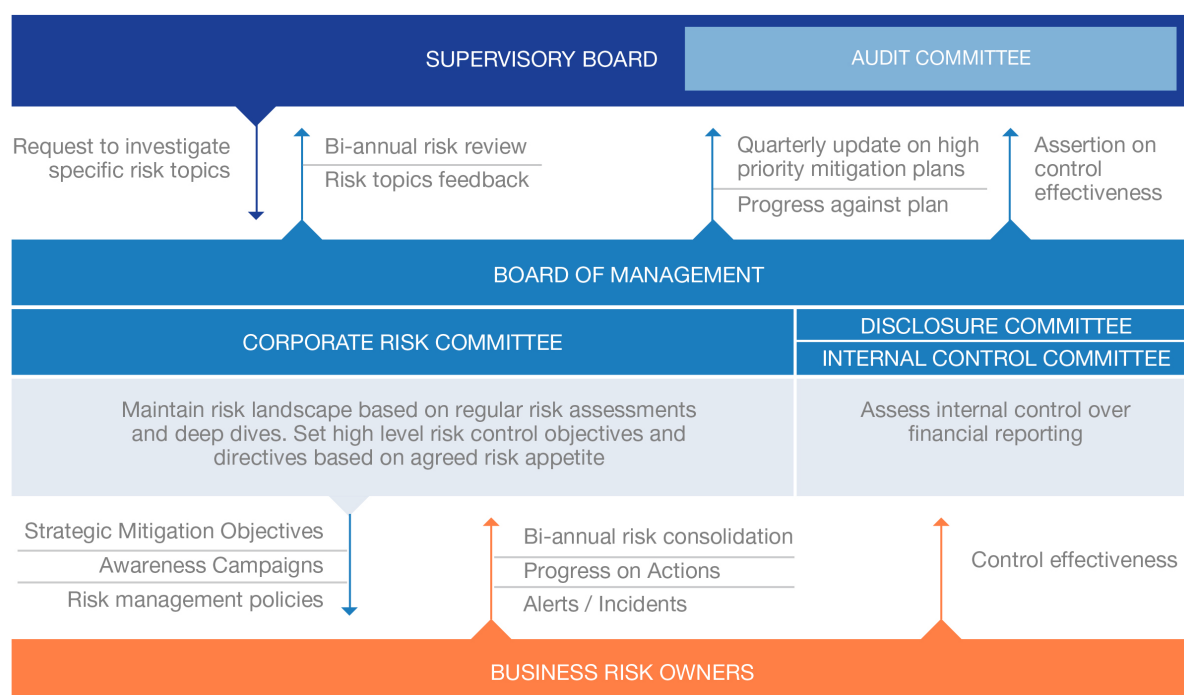 SUPERVISORY BOARD
AUDIT COMMITTEE
Request to investigate
specific risk topics
Bi-annual risk review
Risk topics feedback
Quarterly update on high
priority mitigation plans
Progress against plan
Assertion on
control
effectiveness
BOARD OF MANAGEMENT
CORPORATE RISK COMMITTEE
DISCLOSURE COMMITTEE
INTERNAL CONTROL COMMITTEE
Maintain risk landscape based on regular risk assessments
and deep dives. Set high level risk control objectives and
directives based on agreed risk appetite
Assess internal control over
financial reporting
Strategic Mitigation Objectives
Awareness Campaigns
Risk management policies
Bi-annual risk consolidation
Progress on Actions
Alerts / Incidents
Control effectiveness
BUSINESS RISK OWNERS